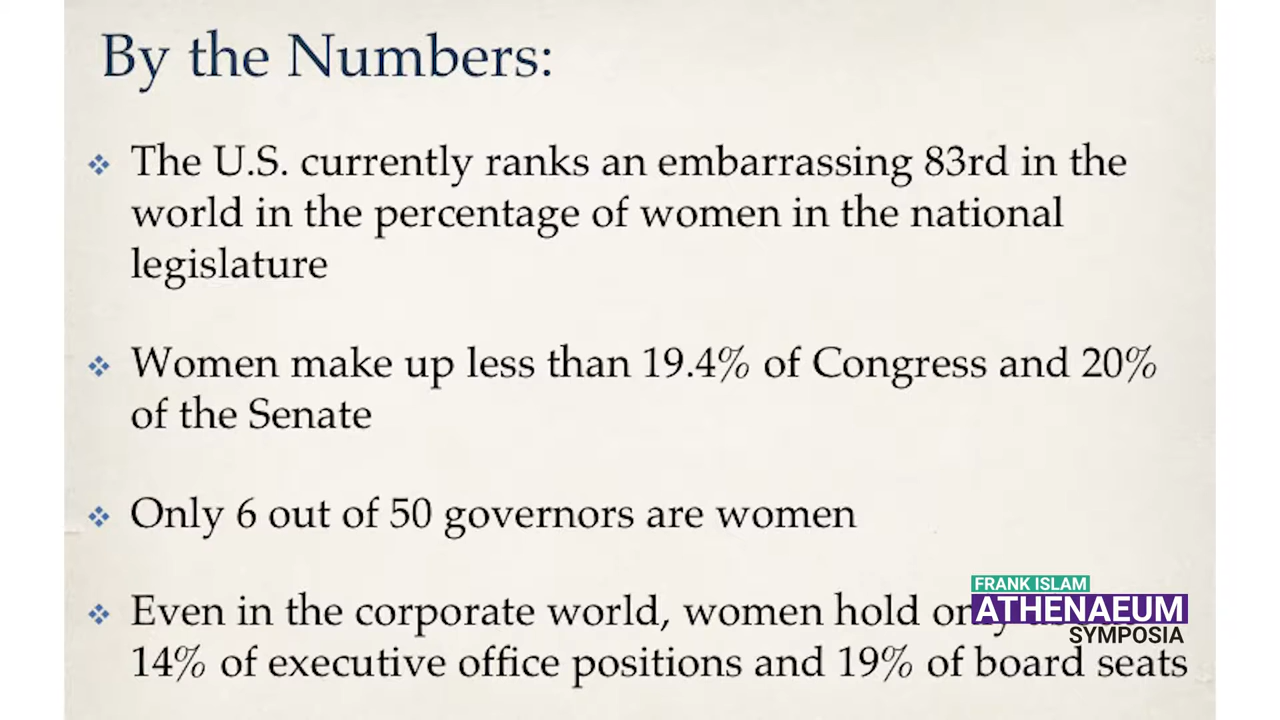 By the Numbers:
The U.S. currently ranks an embarrassing 83rd in the
world in the percentage of women in the national
legislature
Women make up less than 19.4% of Congress and 20%
of the Senate
Only 6 out of 50 governors are women
Even in the corporate world, women hold only
14% of executive office positions and 19% of board seats
FRANK ISLAM
ATHENAEUM
SYMPOSIA